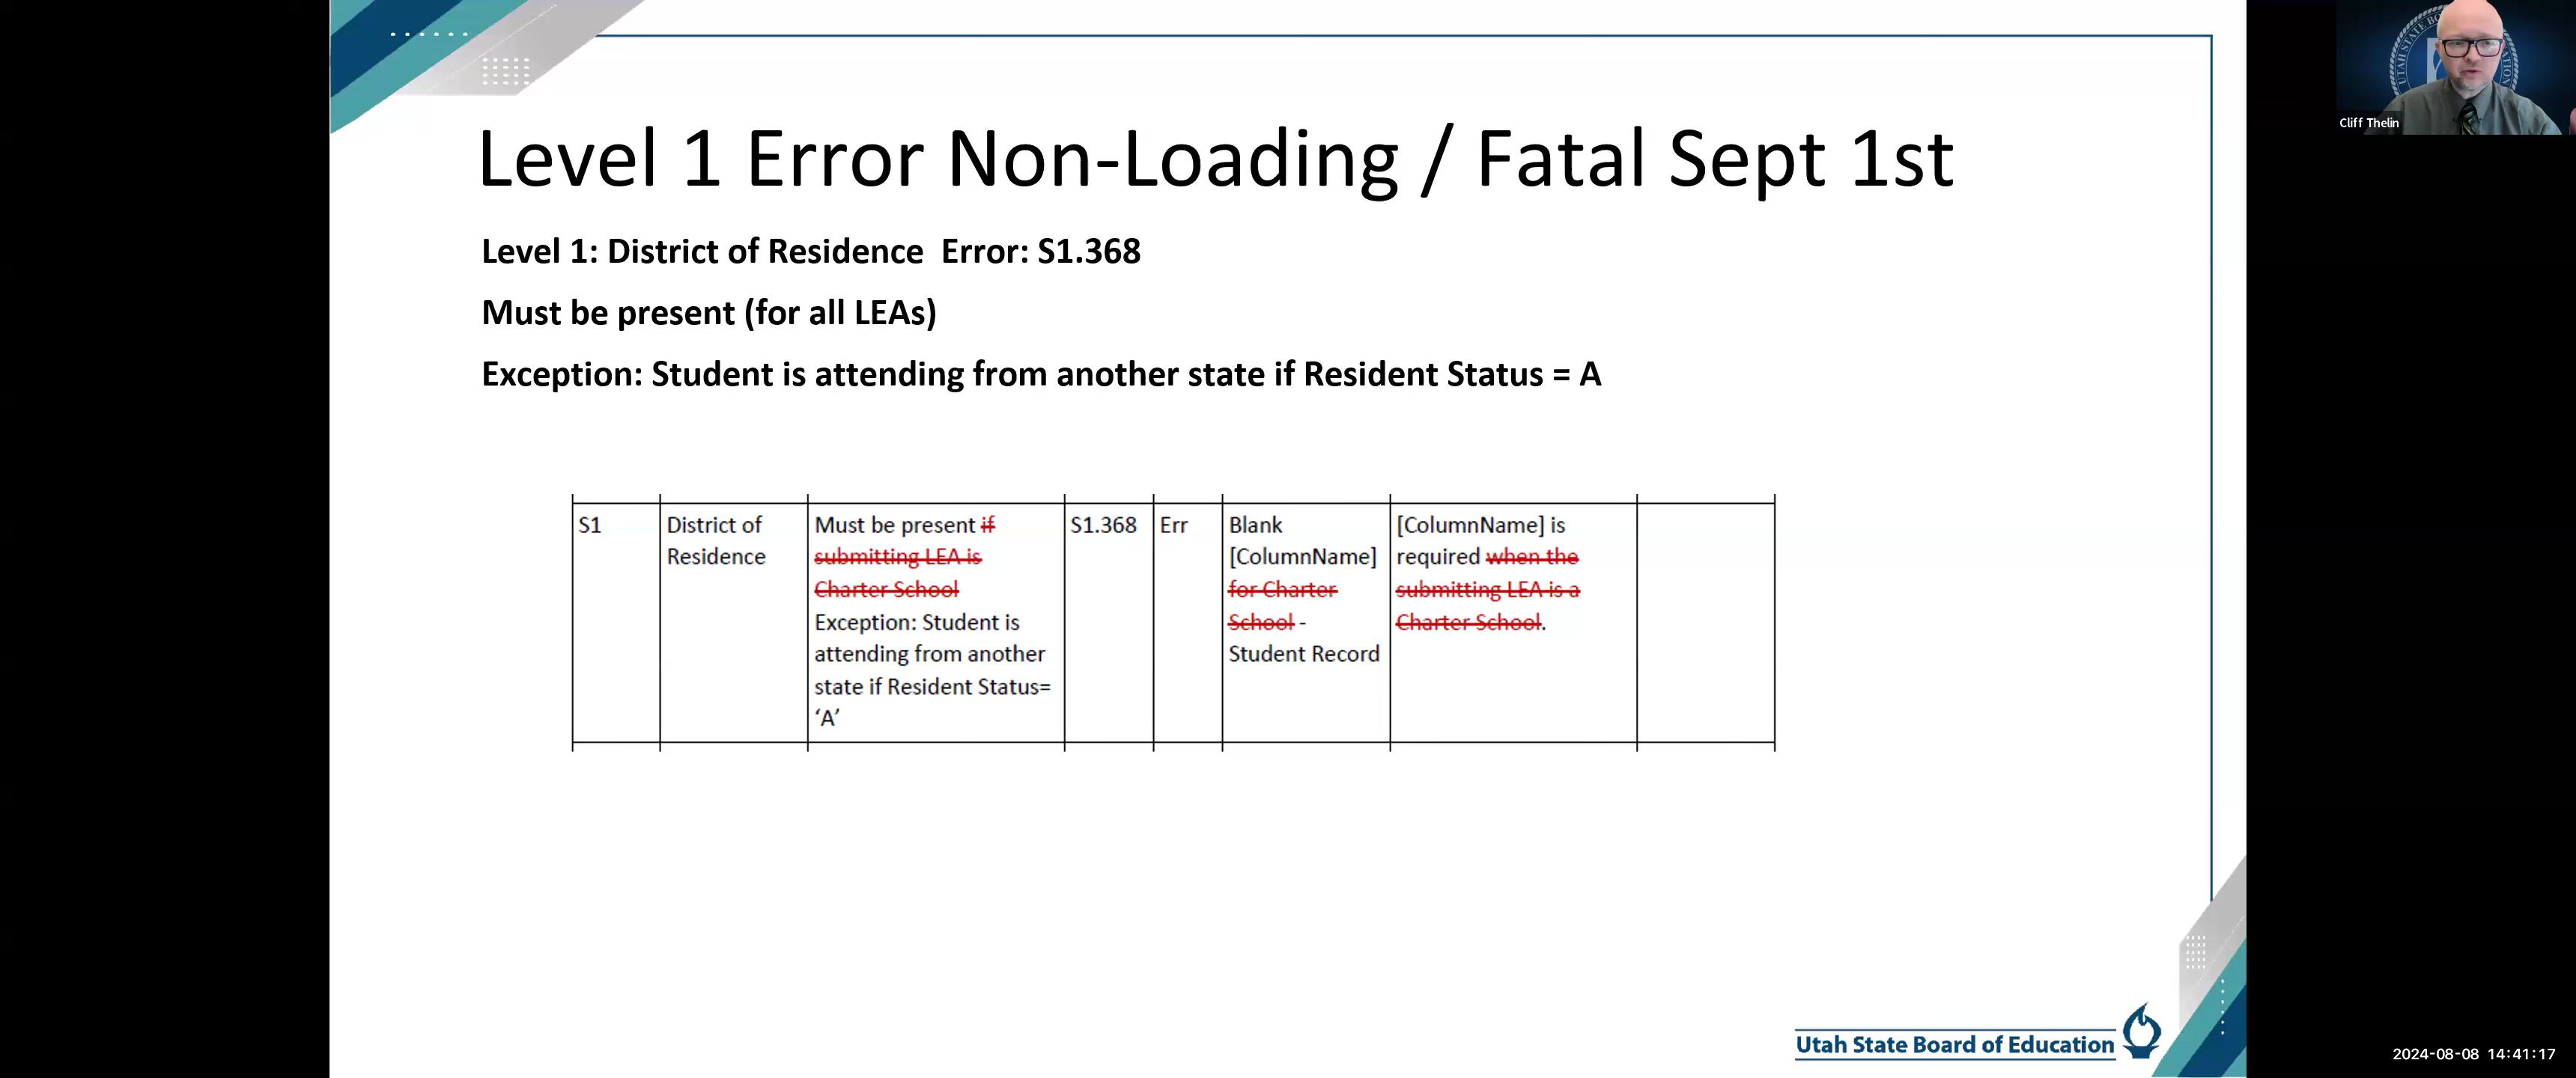 Level 1 Error Non-Loading / Fatal Sept 1st
Level 1: District of Residence  Error: S1.368
Must be present (for all LEAs)
Exception: Student is attending from another state if Resident Status = A
S1
District of
Residence
Must be present if
submitting LEA is
Charter School
Exception: Student is
attending from another
state if Resident Status=
‘A’
S1.368
Err
Blank
[ColumnName]
for Charter
School -
Student Record
[ColumnName] is
required when the
submitting LEA is a
Charter School.
Utah State Board of Education
Cliff Thelin
2024-08-08 14:41:17